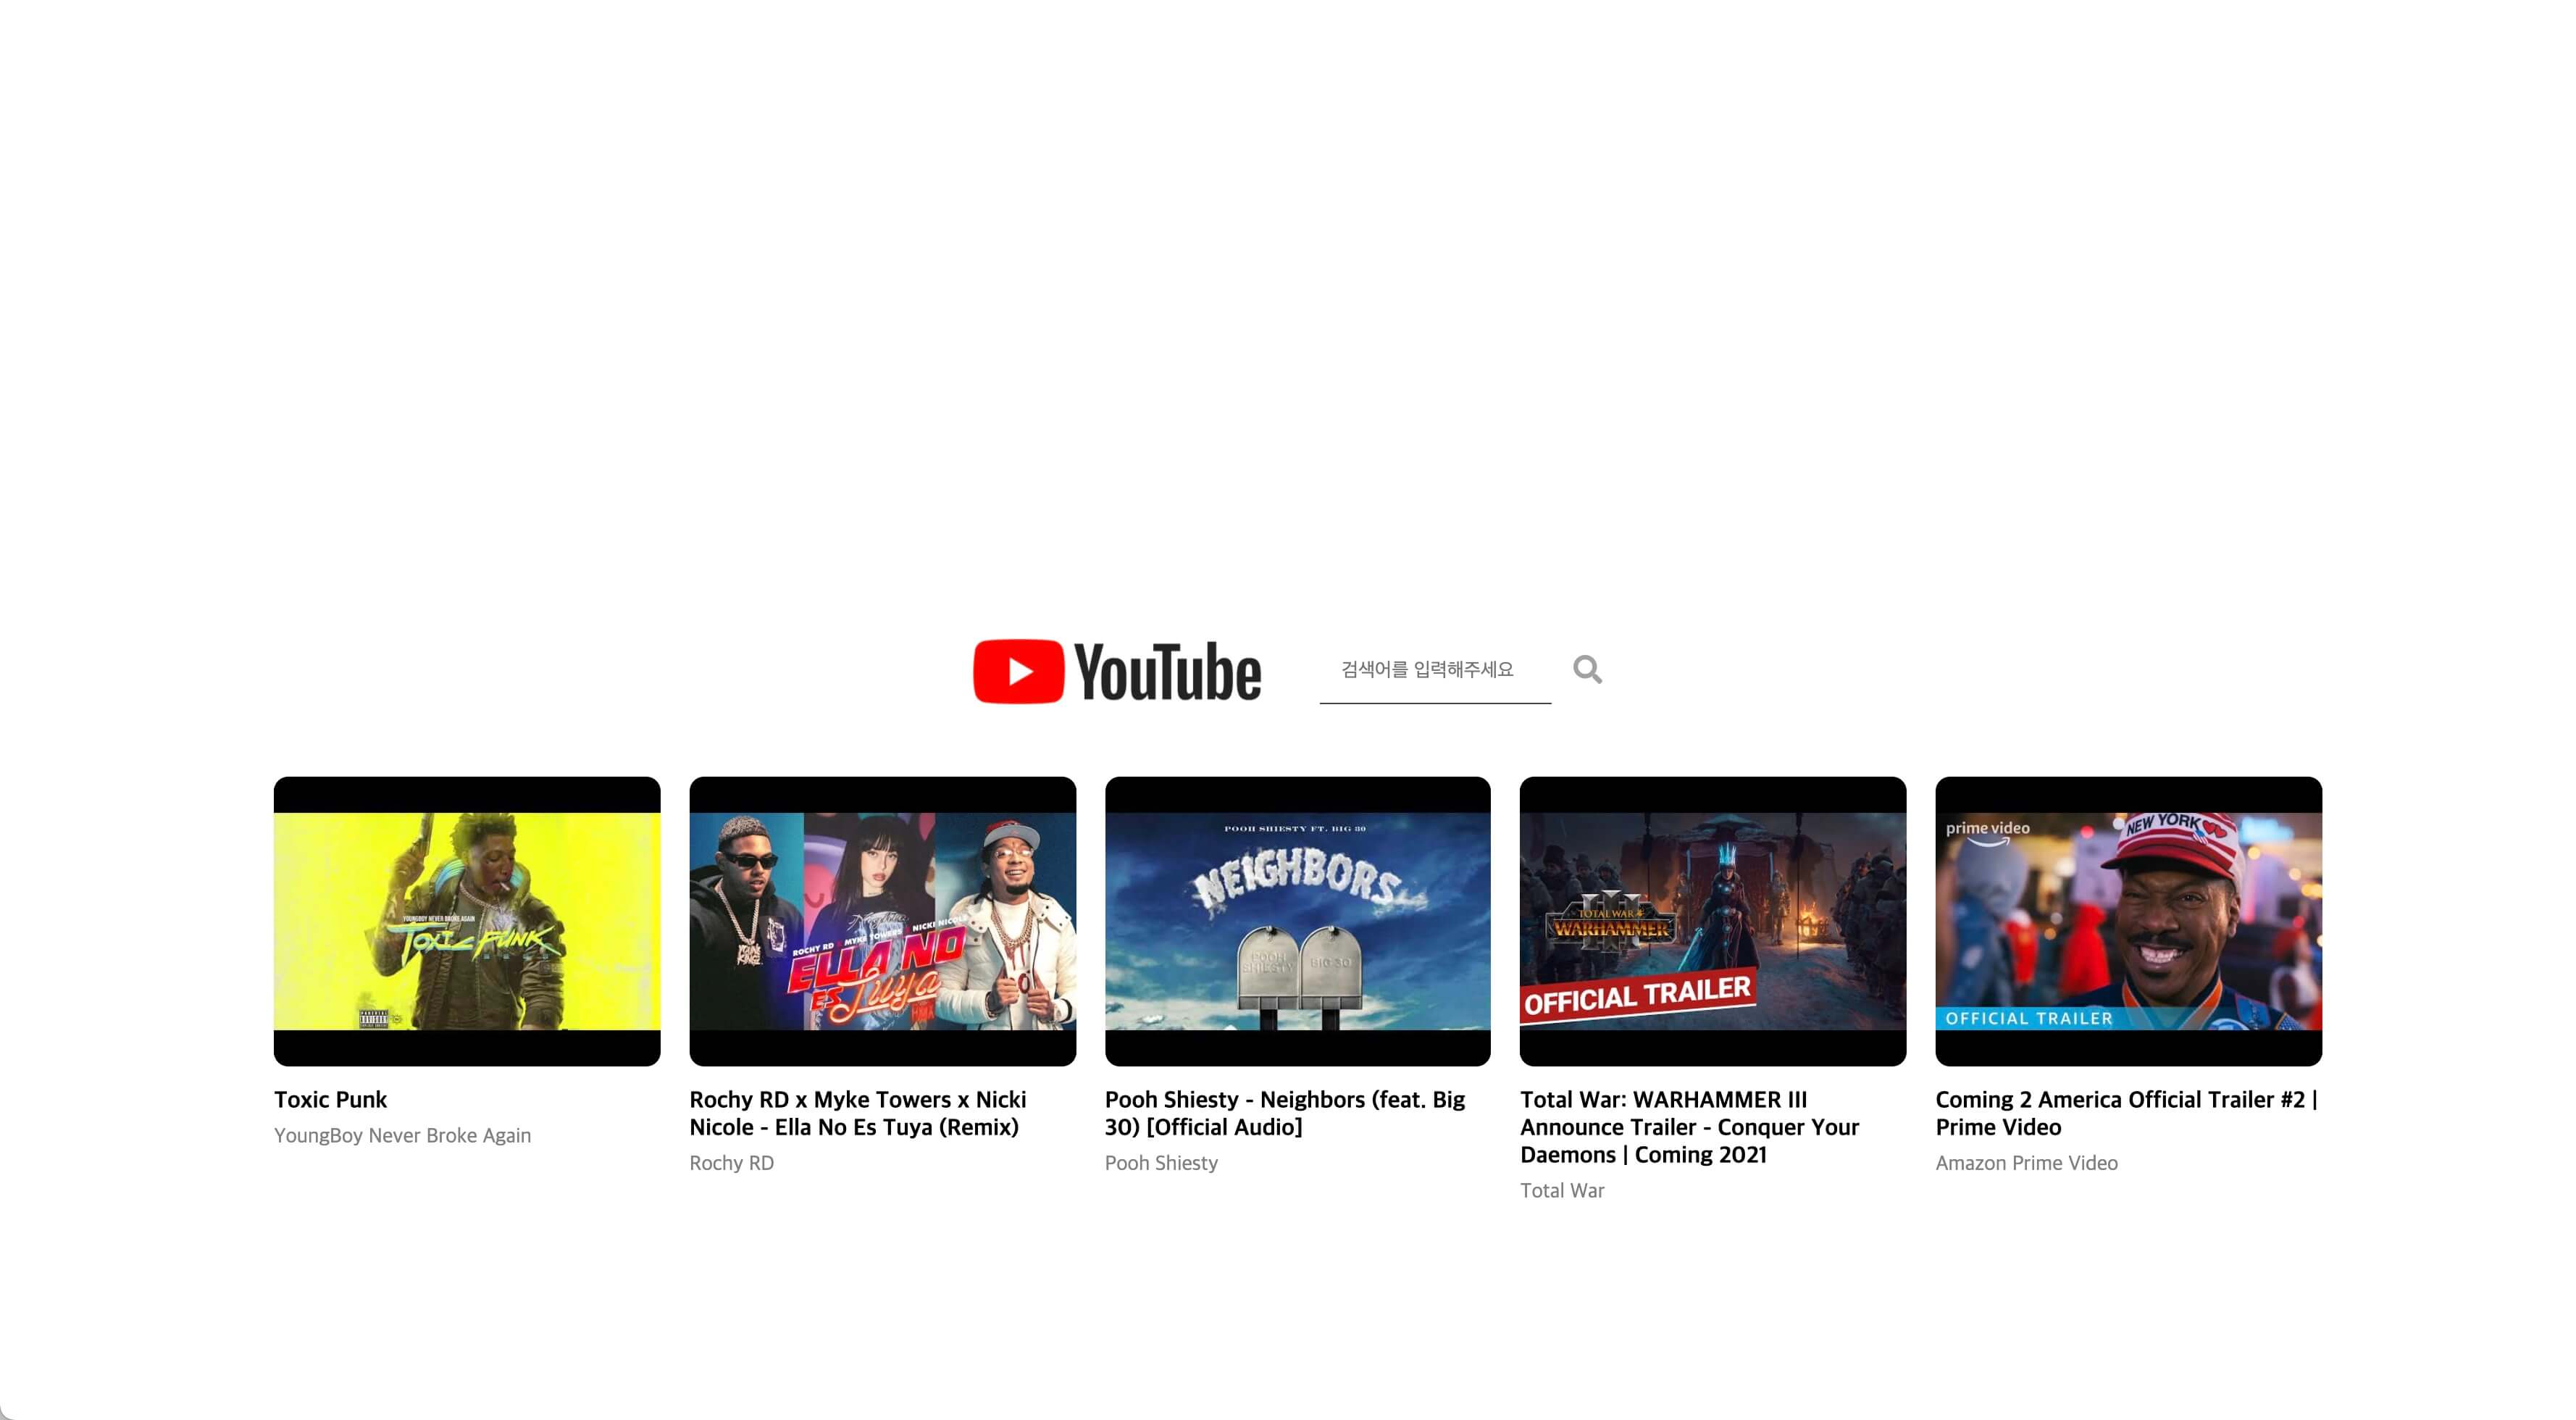 YouTube
검색어를 입력해주세요
YOUNGBOY NEVER BROKE AGAIN
TOXIC PUNK
YOUNG KING
ROCHY RD
MYKE TOWERS
NICKI NICOLE
ELLA NO
ES Tuya
POOH SHIESTY FT. BIG 30
NEIGHBORS
POOH SHIESTY
BIG 30
TOTAL WAR
WARHAMMER
III
OFFICIAL TRAILER
prime video
NEW YORK
OFFICIAL TRAILER
Toxic Punk
YoungBoy Never Broke Again
Rochy RD x Myke Towers x Nicki
Nicole - Ella No Es Tuya (Remix)
Rochy RD
Pooh Shiesty - Neighbors (feat. Big
30) [Official Audio]
Pooh Shiesty
Total War: WARHAMMER III
Announce Trailer - Conquer Your
Daemons | Coming 2021
Total War
Coming 2 America Official Trailer #2 |
Prime Video
Amazon Prime Video